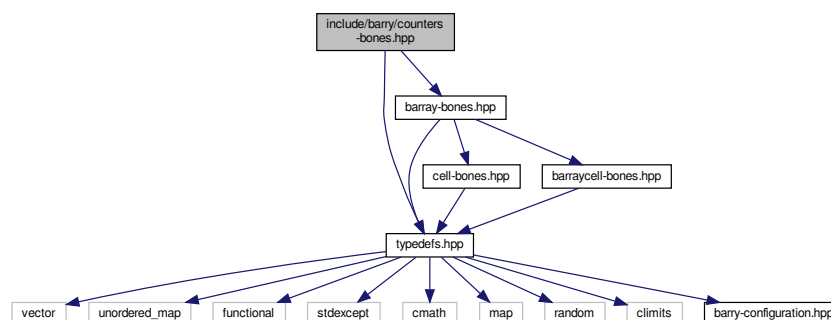 include/barry/counters
-bones.hpp
barray-bones.hpp
cell-bones.hpp
barraycell-bones.hpp
typedefs.hpp
vector
unordered_map
functional
stdexcept
cmath
map
random
climits
barry-configuration.hpp